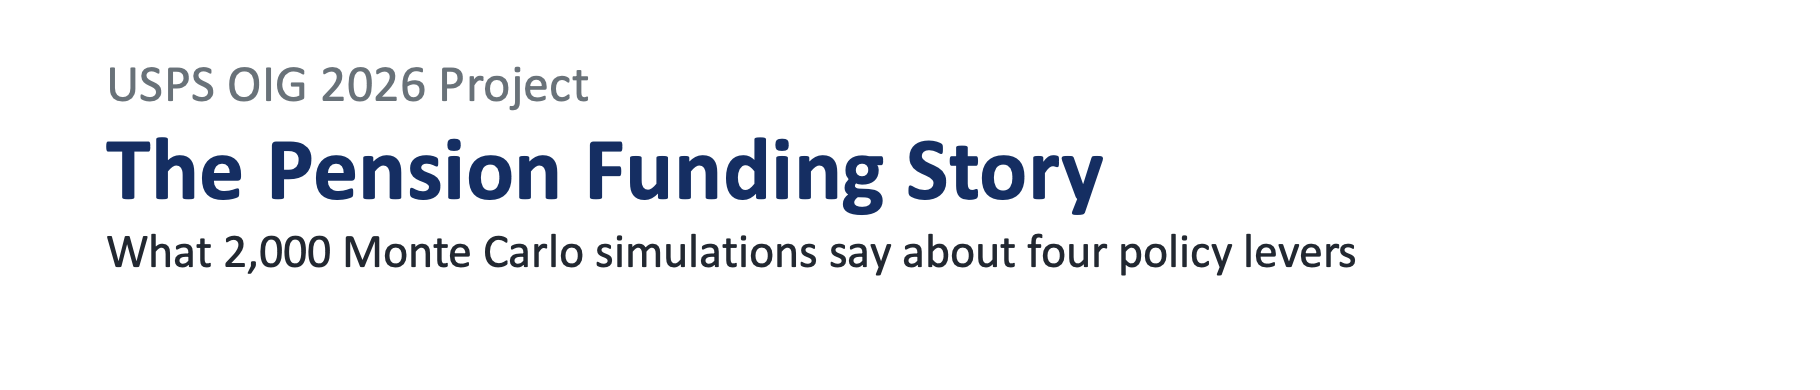 USPS OIG 2026 Project
The Pension Funding Story
What 2,000 Monte Carlo simulations say about four policy levers